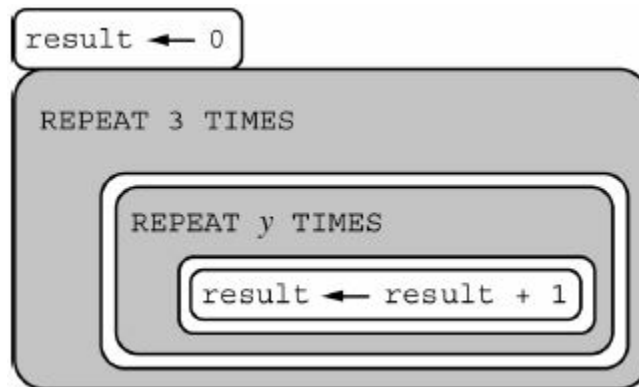 result ← 0
REPEAT 3 TIMES
REPEAT y TIMES
result ← result + 1